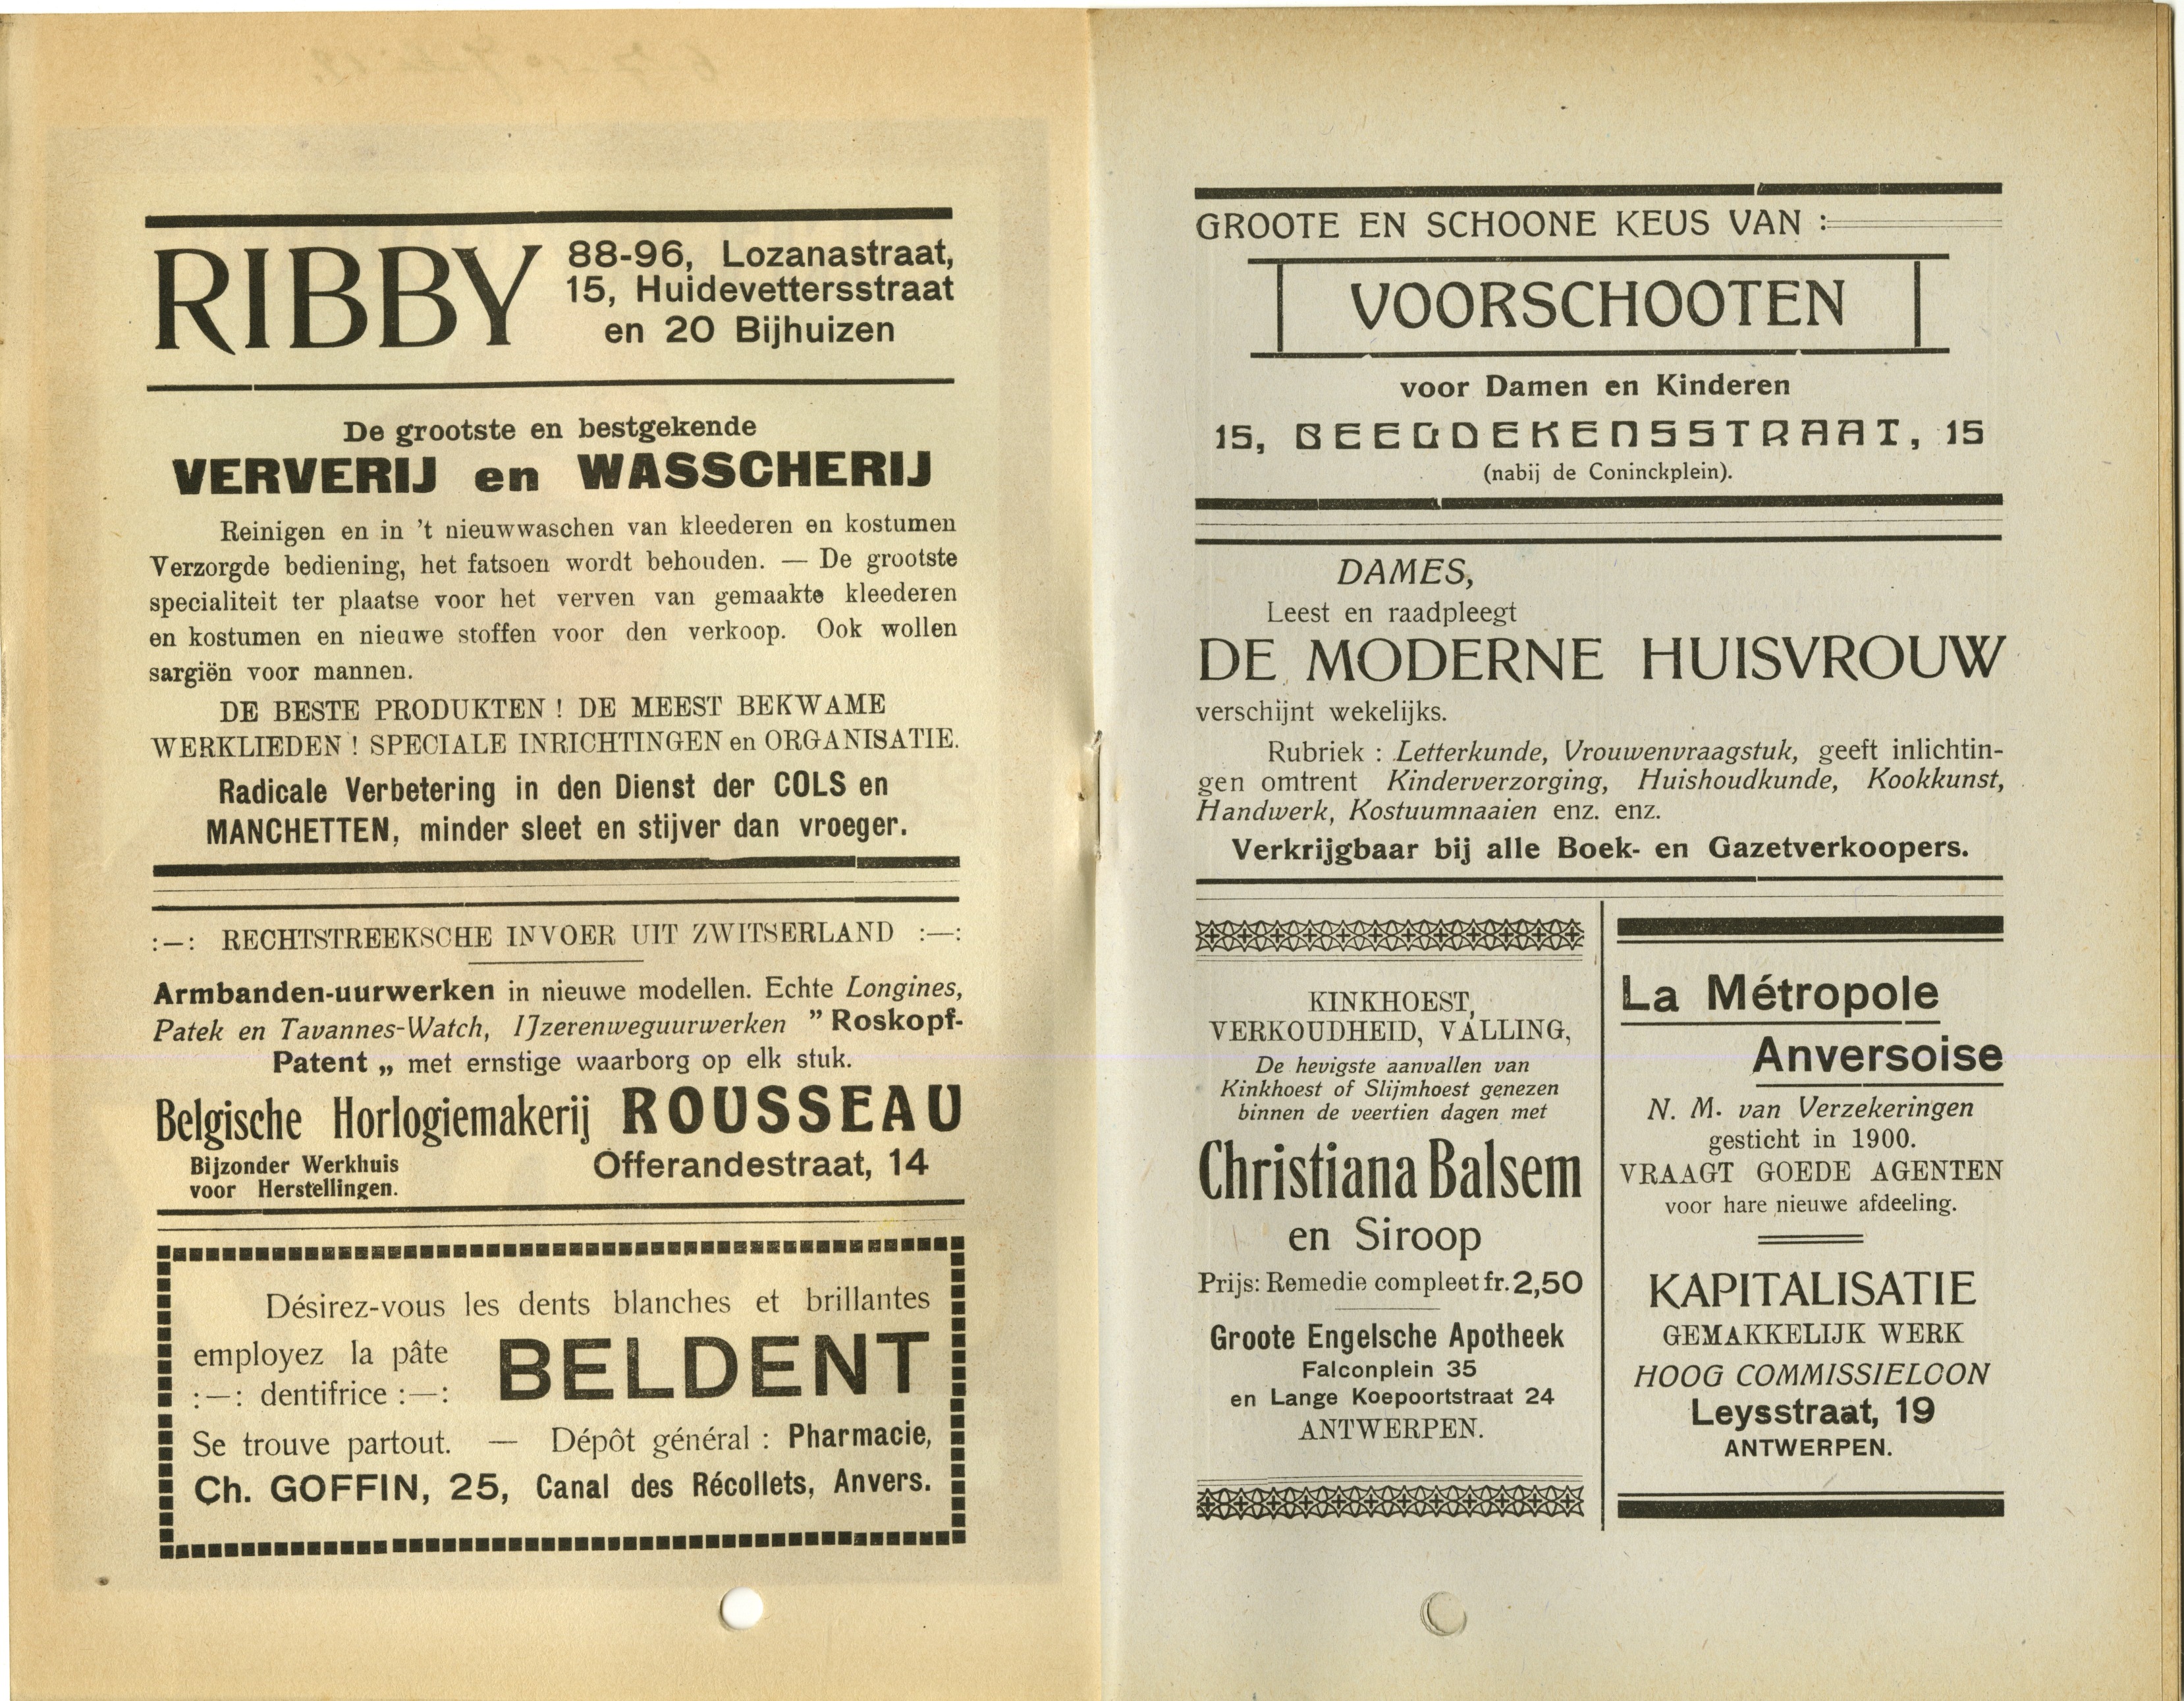 RIBBY
88-96, Lozanastraat,
15, Huidevettersstraat
en 20 Bijhuizen
De grootste en bestgekende
VERVERIJ en WASSCHERIJ
Reinigen en in 't nieuwwaschen van kleederen en kostumen
Verzorgde bediening, het fatsoen wordt behouden. — De grootste
specialiteit ter plaatse voor het verven van gemaakte kleederen
en kostumen en nieuwe stoffen voor den verkoop. Ook wollen
sargiën voor mannen.
DE BESTE PRODUKTEN ! DE MEEST BEKWAME
WERKLIEDEN ! SPECIALE INRICHTINGEN en ORGANISATIE.
Radicale Verbetering in den Dienst der COLS en
MANCHETTEN, minder sleet en stijver dan vroeger.
:—: RECHTSTREEKSCHE INVOER UIT ZWITSERLAND :—:
Armbanden-uurwerken in nieuwe modellen. Echte Longines,
Patek en Tavannes-Watch, IJzerenweguurwerken " Roskopf-
Patent „ met ernstige waarborg op elk stuk.
Belgische Horlogiemakerij ROUSSEAU
Bijzonder Werkhuis
voor Herstellingen.
Offerandestraat, 14
Désirez-vous les dents blanches et brillantes
employez la pâte
:—: dentifrice :—:
BELDENT
Se trouve partout. — Dépôt général : Pharmacie,
Ch. GOFFIN, 25, Canal des Récollets, Anvers.
GROOTE EN SCHOONE KEUS VAN :
VOORSCHOOTEN
voor Damen en Kinderen
15, BEEGDEKENSSTRAAT, 15
(nabij de Coninckplein).
DAMES,
Leest en raadpleegt
DE MODERNE HUISVROUW
verschijnt wekelijks.
Rubriek : Letterkunde, Vrouwenvraagstuk, geeft inlichtin-
gen omtrent Kinderverzorging, Huishoudkunde, Kookkunst,
Handwerk, Kostuumnaaien enz. enz.
Verkrijgbaar bij alle Boek- en Gazetverkoopers.
KINKHOEST,
VERKOUDHEID, VALLING,
De hevigste aanvallen van
Kinkhoest of Slijmhoest genezen
binnen de veertien dagen met
Christiana Balsem
en Siroop
Prijs: Remedie compleet fr. 2,50
Groote Engelsche Apotheek
Falconplein 35
en Lange Koepoortstraat 24
ANTWERPEN.
La Métropole
Anversoise
N. M. van Verzekeringen
gesticht in 1900.
VRAAGT GOEDE AGENTEN
voor hare nieuwe afdeeling.
KAPITALISATIE
GEMAKKELIJK WERK
HOOG COMMISSIELOON
Leysstraat, 19
ANTWERPEN.